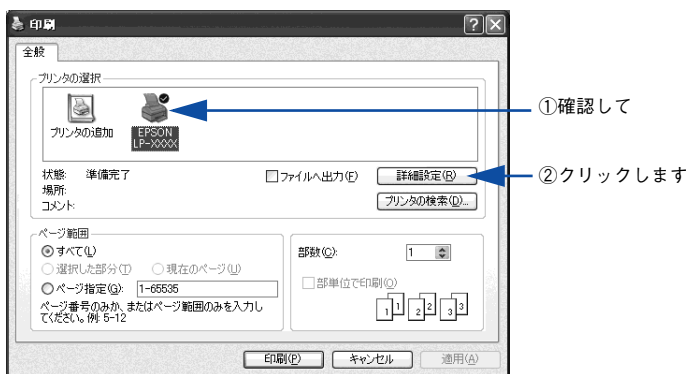 印刷
全般
プリンタの選択
プリンタの追加
EPSON
LP-XXXX
①確認して
状態: 準備完了
場所:
コメント:
ファイルへ出力(F)
詳細設定(R)
②クリックします
プリンタの検索(D)...
ページ範囲
すべて(L)
選択した部分(T) 現在のページ(U)
ページ指定(G): 1-65535
ページ番号のみか、またはページ範囲のみを入力し
てください。例: 5-12
部数(C): 1
部単位で印刷(O)
1 1 2 2 3 3
印刷(P) キャンセル 適用(A)